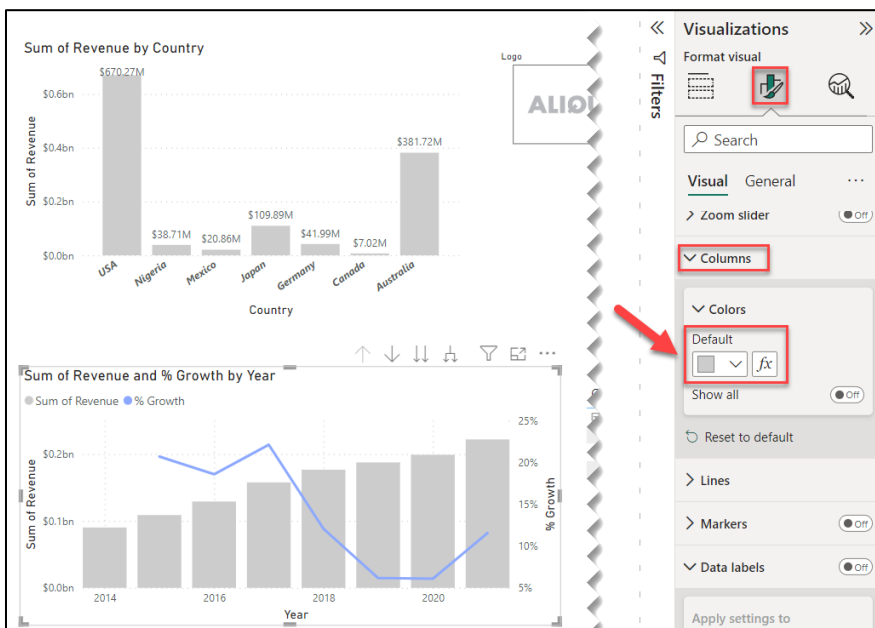 Sum of Revenue by Country
Sum of Revenue
$0.6bn
$0.4bn
$0.2bn
$0.0bn
$670.27M
$38.71M
$20.86M
$109.89M
$41.99M
$7.02M
$381.72M
USA
Nigeria
Mexico
Japan
Germany
Canada
Australia
Country
Logo
Sum of Revenue and % Growth by Year
Sum of Revenue % Growth
Sum of Revenue
$0.2bn
$0.1bn
$0.0bn
25%
20%
15%
10%
5%
% Growth
2014 2016 2018 2020
Year
Filters
Visualizations
Format visual
Search
Visual General
Zoom slider Off
Columns
Colors
Default
fx
Show all Off
Reset to default
Lines
Markers Off
Data labels Off
Apply settings to